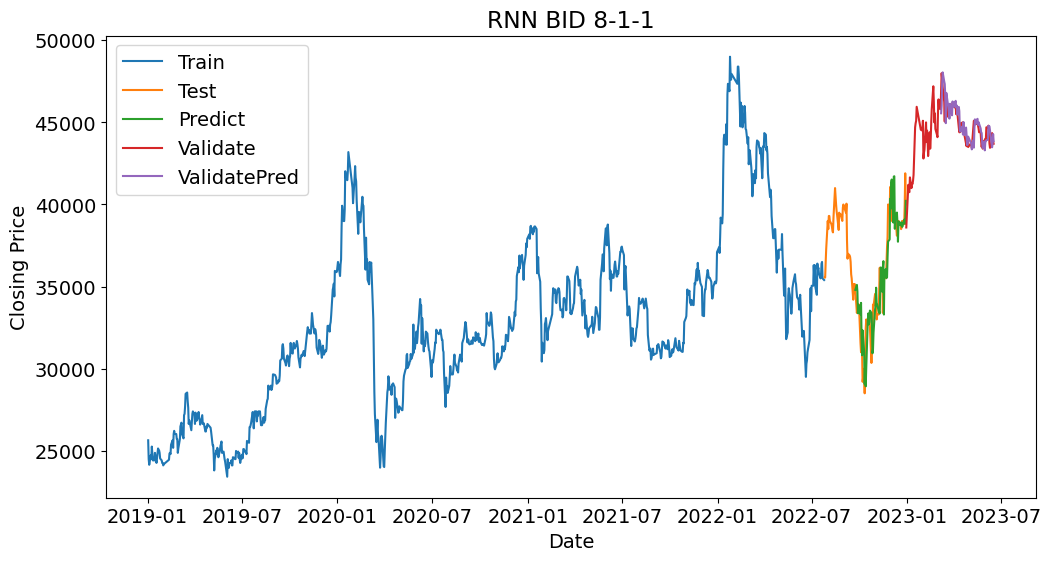 RNN BID 8-1-1
50000
45000
40000
35000
30000
25000
Closing Price
Train
Test
Predict
Validate
ValidatePred
2019-01 2019-07 2020-01 2020-07 2021-01 2021-07 2022-01 2022-07 2023-01 2023-07
Date